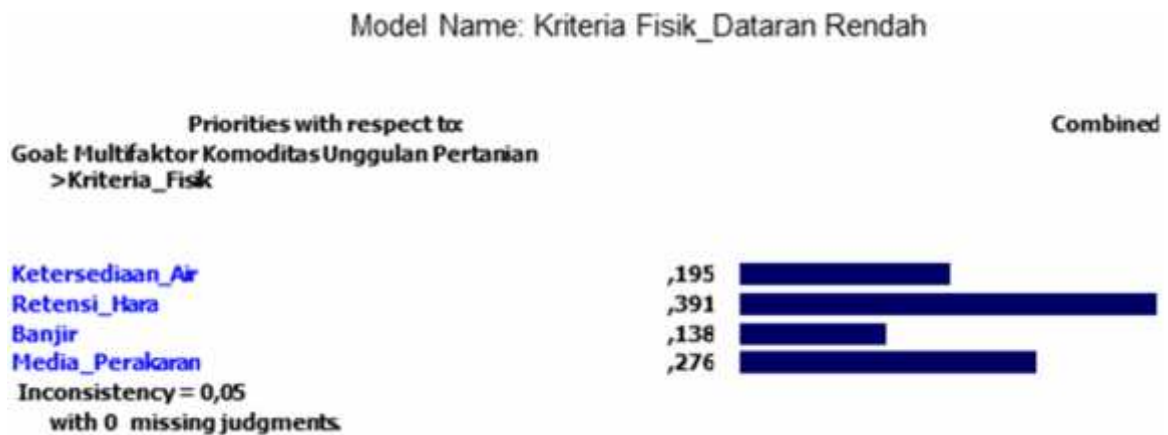 Model Name: Kriteria Fisik_Dataran Rendah
Priorities with respect to: Combined
Goal: Multifaktor Komoditas Unggulan Pertanian
>Kriteria_Fisik
Ketersediaan_Air ,195
Retensi_Hara ,391
Banjir ,138
Media_Perakaran ,276
Inconsistency = 0,05
with 0 missing judgments.